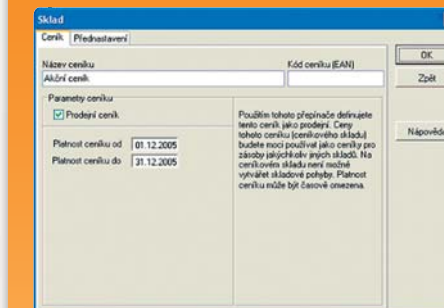 Sklad
Ceník Přednastavení
Název ceníku Kód ceníku (EAN)
Akční ceník
OK
Zpět
Nápověda
Parametry ceníku
Prodejní ceník
Platnost ceníku od 01.12.2005
Platnost ceníku do 31.12.2005
Použitím tohoto přepínače definujete
tento ceník jako prodejní. Ceny
tohoto ceníku (ceníkového skladu)
budete moci používat jako ceníky pro
zásoby jakýchkoliv jiných skladů. Na
ceníkovém skladu není možné
vytvářet skladové pohyby. Platnost
ceníku může být časově omezena.